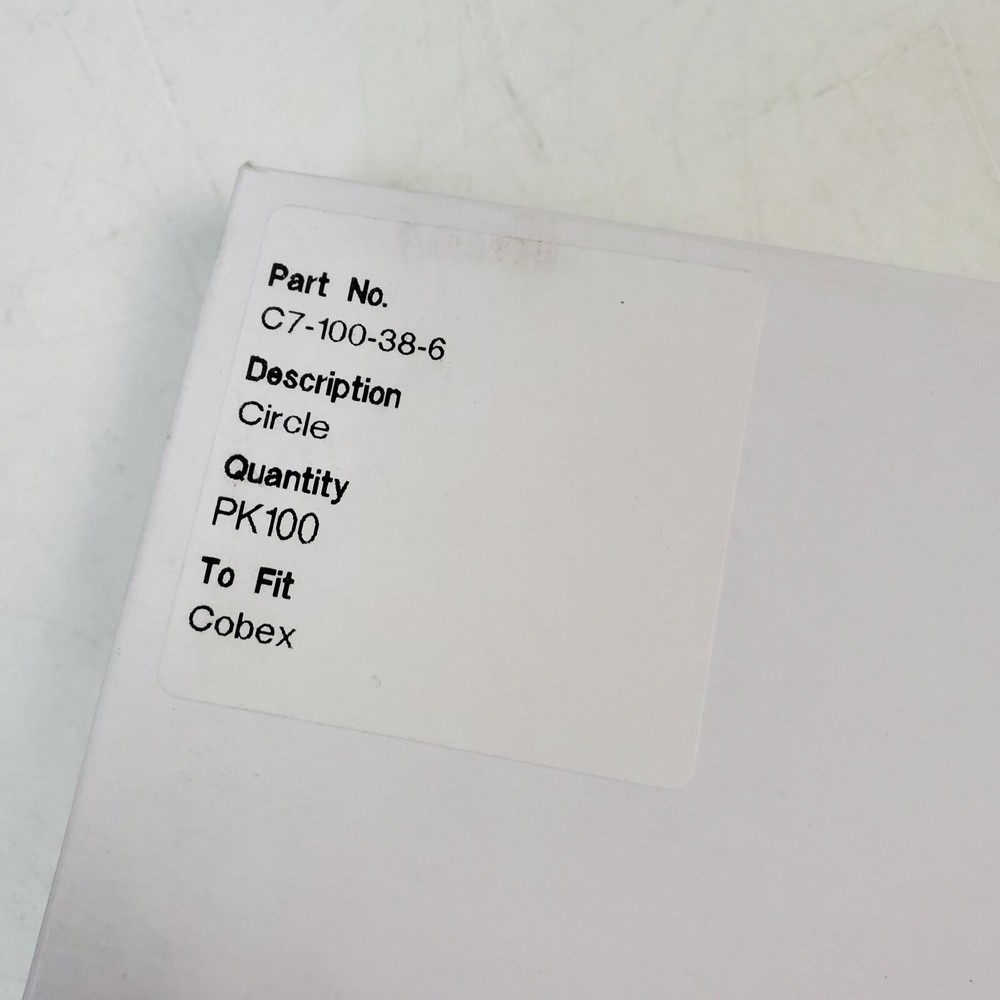 Part No.
C7-100-38-6
Description
Circle
Quantity
PK100
To Fit
Cobex